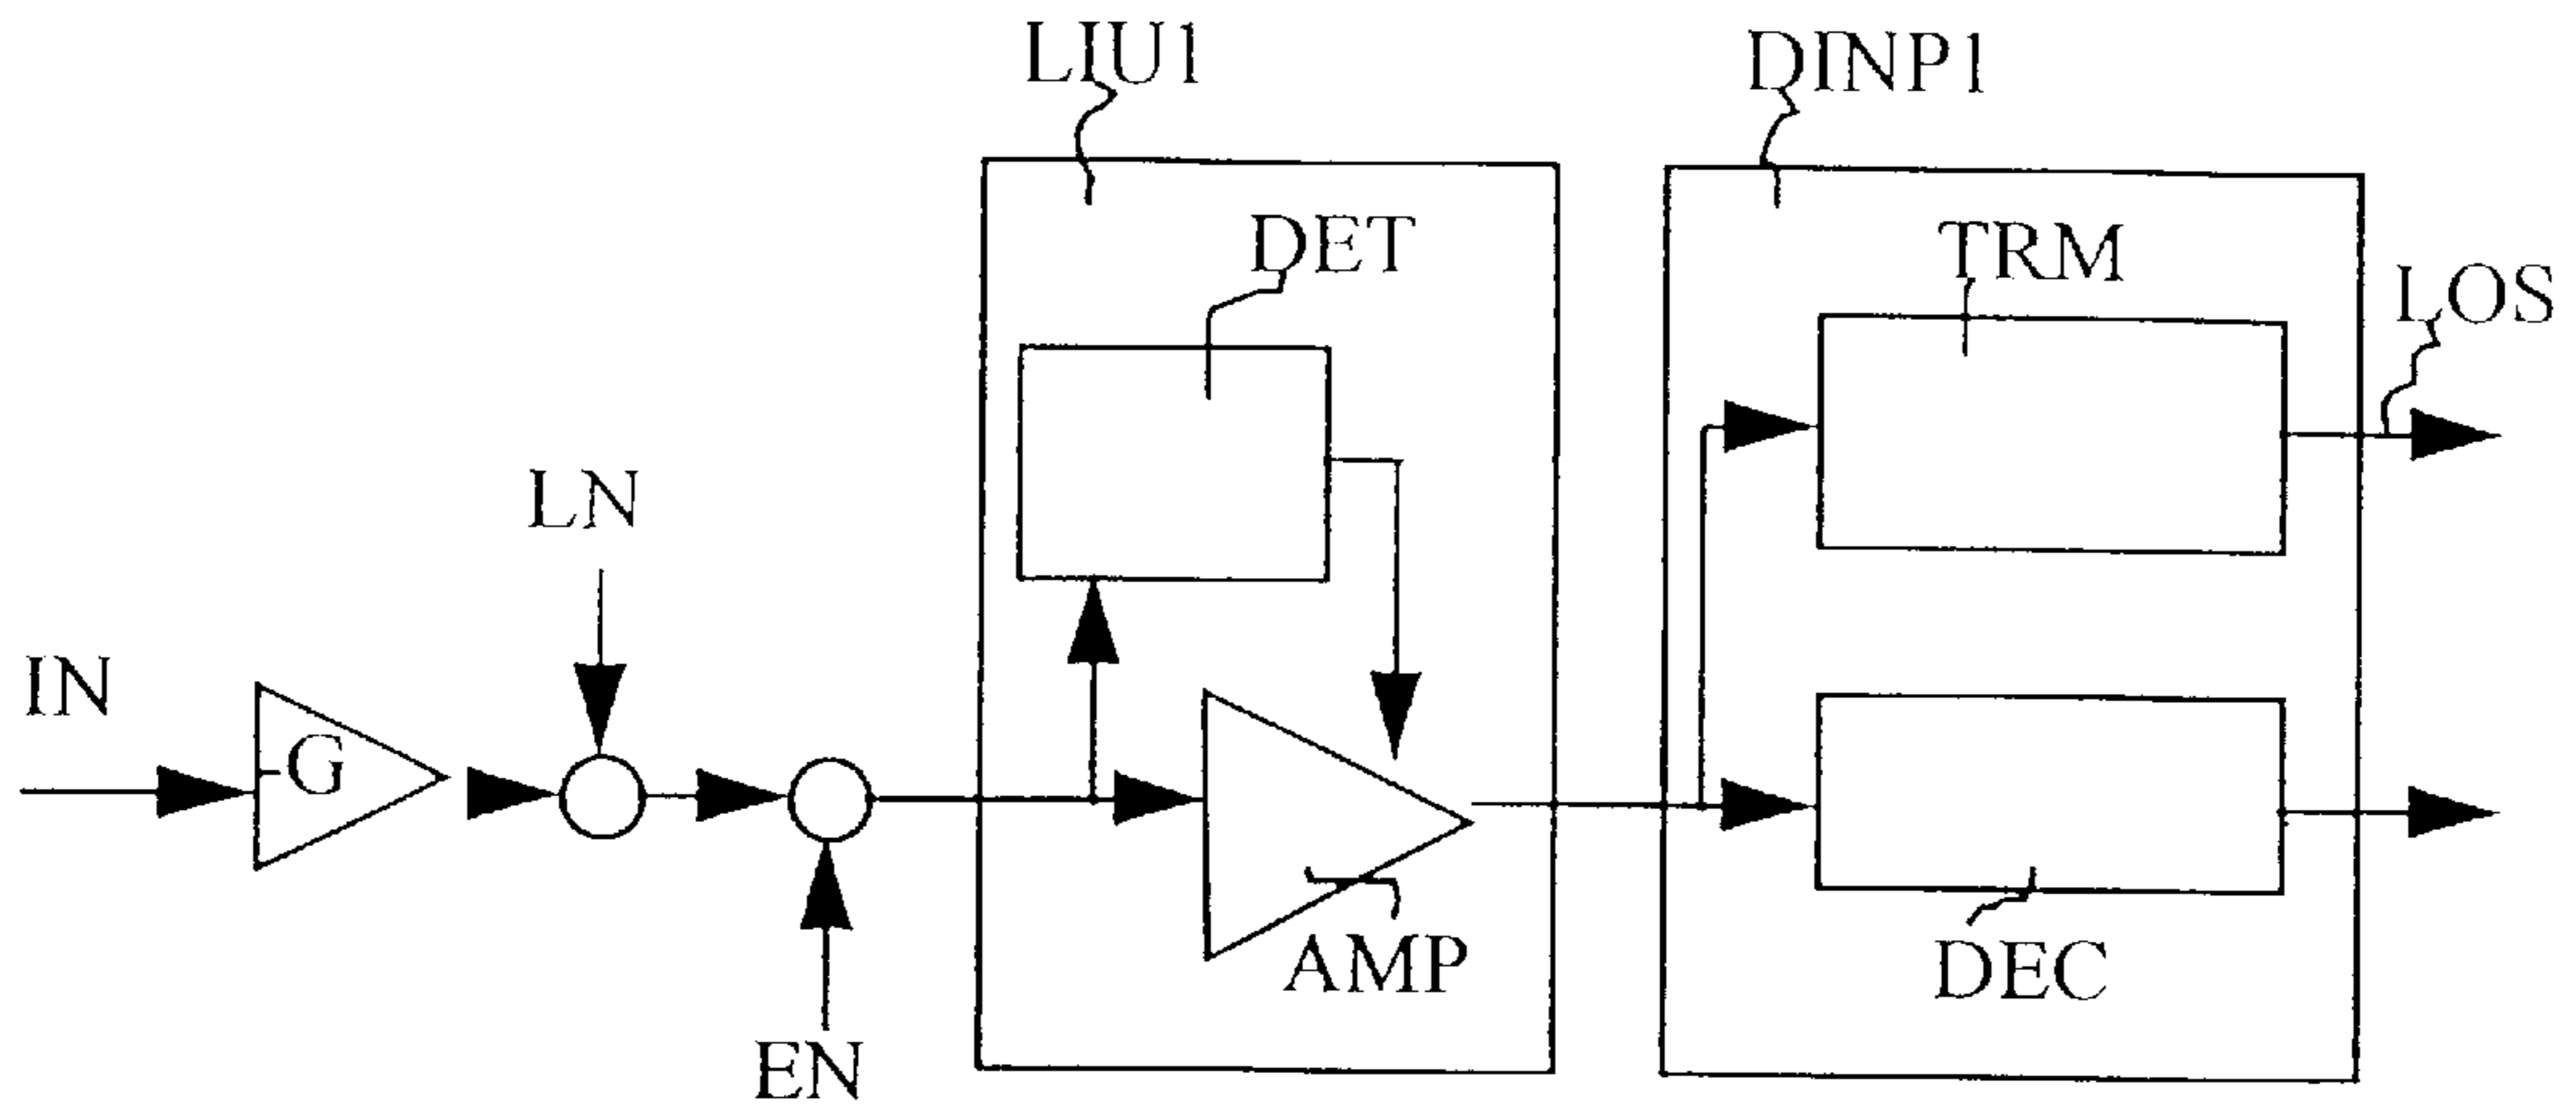 LIU1
DINP1
DET
TRM
LOS
LN
IN
G
AMP
DEC
EN